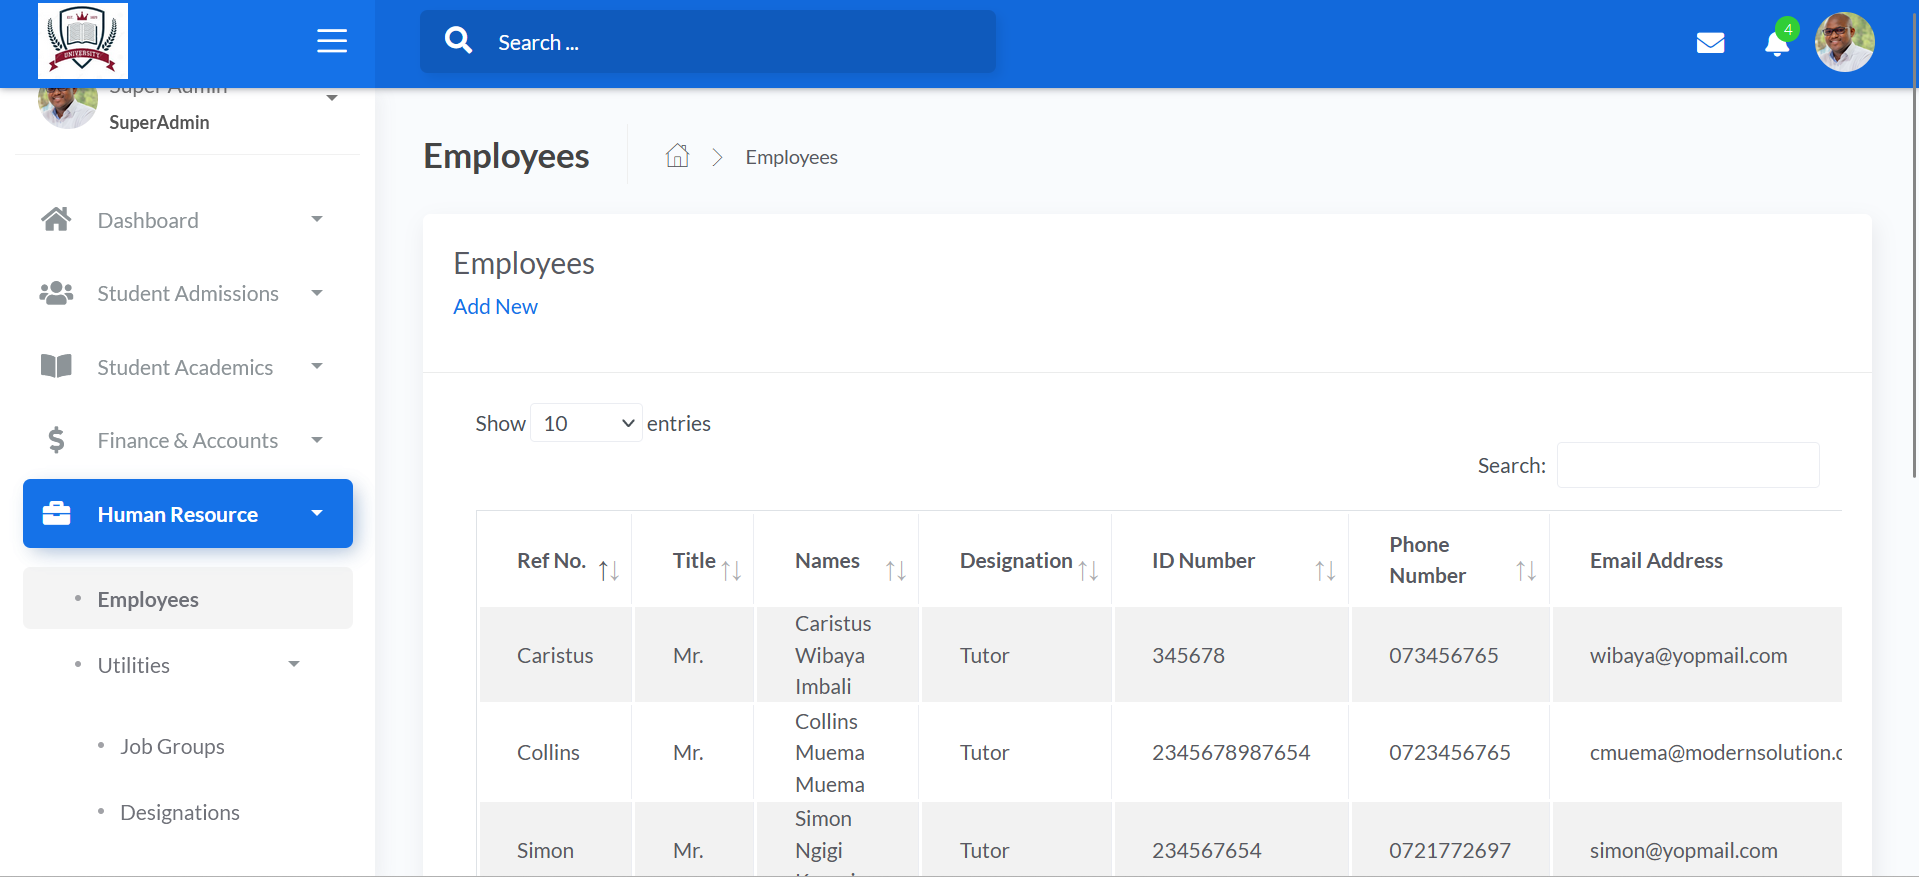 UNIVERSITY
Search ...
4
Super Admin
SuperAdmin
Dashboard
Student Admissions
Student Academics
Finance & Accounts
Human Resource
Employees
Utilities
Job Groups
Designations
Employees
Employees
Employees
Add New
Show 10 entries
Search:
Ref No. Title Names Designation ID Number Phone Number Email Address
Caristus Mr. Caristus Wibaya Imbali Tutor 345678 073456765 wibaya@yopmail.com
Collins Mr. Collins Muema Muema Tutor 2345678987654 0723456765 cmuema@modernsolution.c
Simon Mr. Simon Ngigi Tutor 234567654 0721772697 simon@yopmail.com